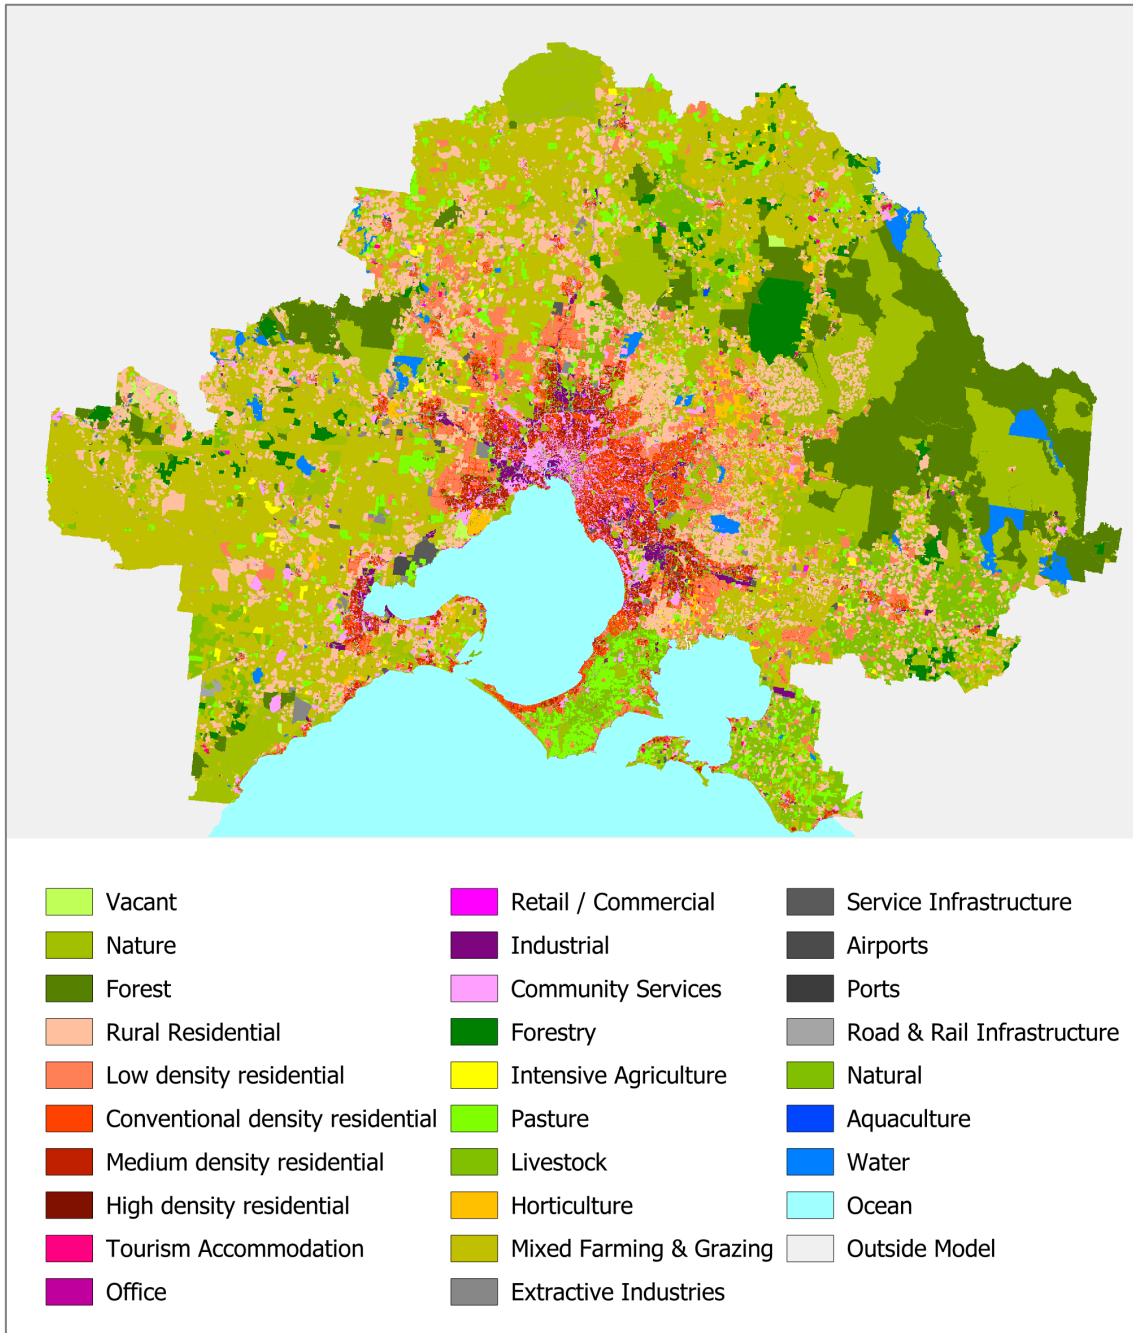 Vacant
Nature
Forest
Rural Residential
Low density residential
Conventional density residential
Medium density residential
High density residential
Tourism Accommodation
Office
Retail / Commercial
Industrial
Community Services
Forestry
Intensive Agriculture
Pasture
Livestock
Horticulture
Mixed Farming & Grazing
Extractive Industries
Service Infrastructure
Airports
Ports
Road & Rail Infrastructure
Natural
Aquaculture
Water
Ocean
Outside Model